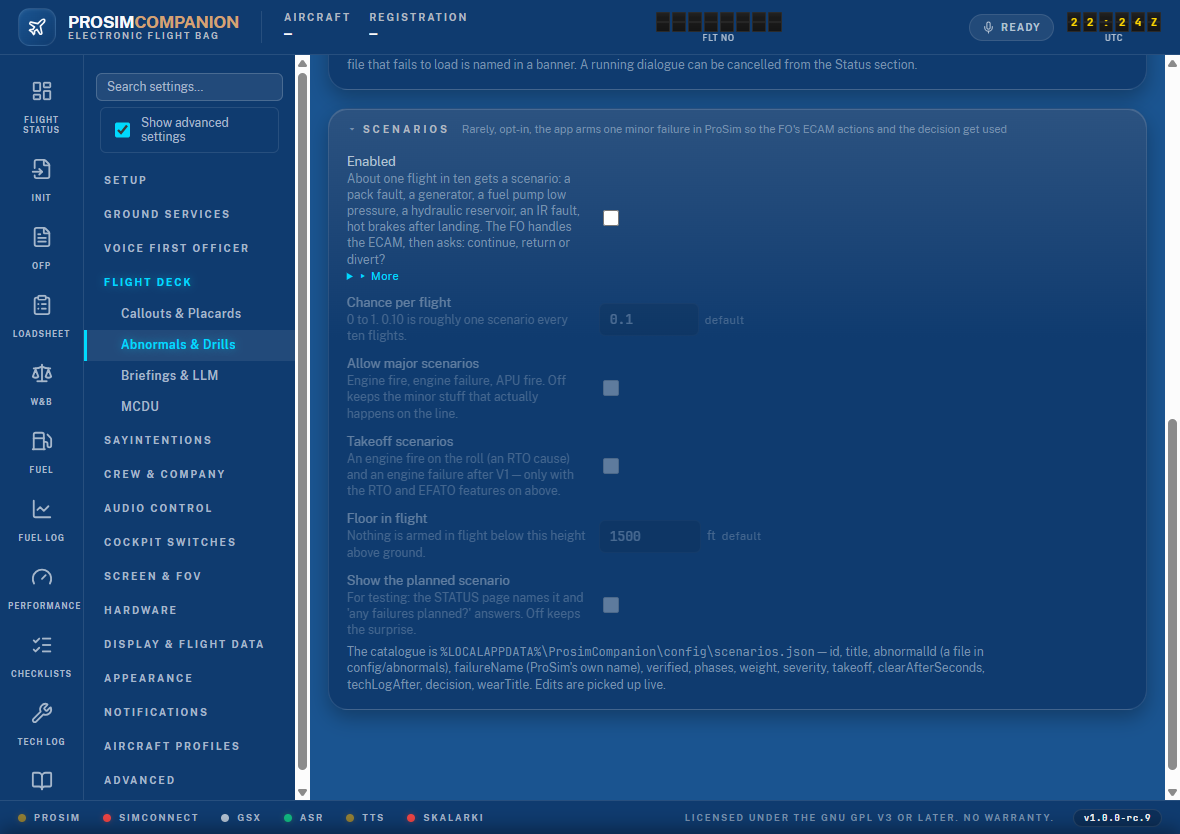 PROSIMCOMPANION
ELECTRONIC FLIGHT BAG
AIRCRAFT
–
REGISTRATION
–
FLT NO
READY
22:24Z
UTC
FLIGHT
STATUS
INIT
OFP
LOADSHEET
W&B
FUEL
FUEL LOG
PERFORMANCE
CHECKLISTS
TECH LOG
Search settings...
Show advanced
settings
SETUP
GROUND SERVICES
VOICE FIRST OFFICER
FLIGHT DECK
Callouts & Placards
Abnormals & Drills
Briefings & LLM
MCDU
SAYINTENTIONS
CREW & COMPANY
AUDIO CONTROL
COCKPIT SWITCHES
SCREEN & FOV
HARDWARE
DISPLAY & FLIGHT DATA
APPEARANCE
NOTIFICATIONS
AIRCRAFT PROFILES
ADVANCED
file that fails to load is named in a banner. A running dialogue can be cancelled from the Status section.
SCENARIOS Rarely, opt-in, the app arms one minor failure in ProSim so the FO's ECAM actions and the decision get used
Enabled
About one flight in ten gets a scenario: a
pack fault, a generator, a fuel pump low
pressure, a hydraulic reservoir, an IR fault,
hot brakes after landing. The FO handles
the ECAM, then asks: continue, return or
divert?
More
Chance per flight
0 to 1. 0.10 is roughly one scenario every
ten flights.
0.1 default
Allow major scenarios
Engine fire, engine failure, APU fire. Off
keeps the minor stuff that actually
happens on the line.
Takeoff scenarios
An engine fire on the roll (an RTO cause)
and an engine failure after V1 — only with
the RTO and EFATO features on above.
Floor in flight
Nothing is armed in flight below this height
above ground.
1500 ft default
Show the planned scenario
For testing: the STATUS page names it and
'any failures planned?' answers. Off keeps
the surprise.
The catalogue is %LOCALAPPDATA%\ProsimCompanion\config\scenarios.json — id, title, abnormalId (a file in
config/abnormals), failureName (ProSim's own name), verified, phases, weight, severity, takeoff, clearAfterSeconds,
techLogAfter, decision, wearTitle. Edits are picked up live.
PROSIM
SIMCONNECT
GSX
ASR
TTS
SKALARKI
LICENSED UNDER THE GNU GPL V3 OR LATER. NO WARRANTY.
v1.0.0-rc.9